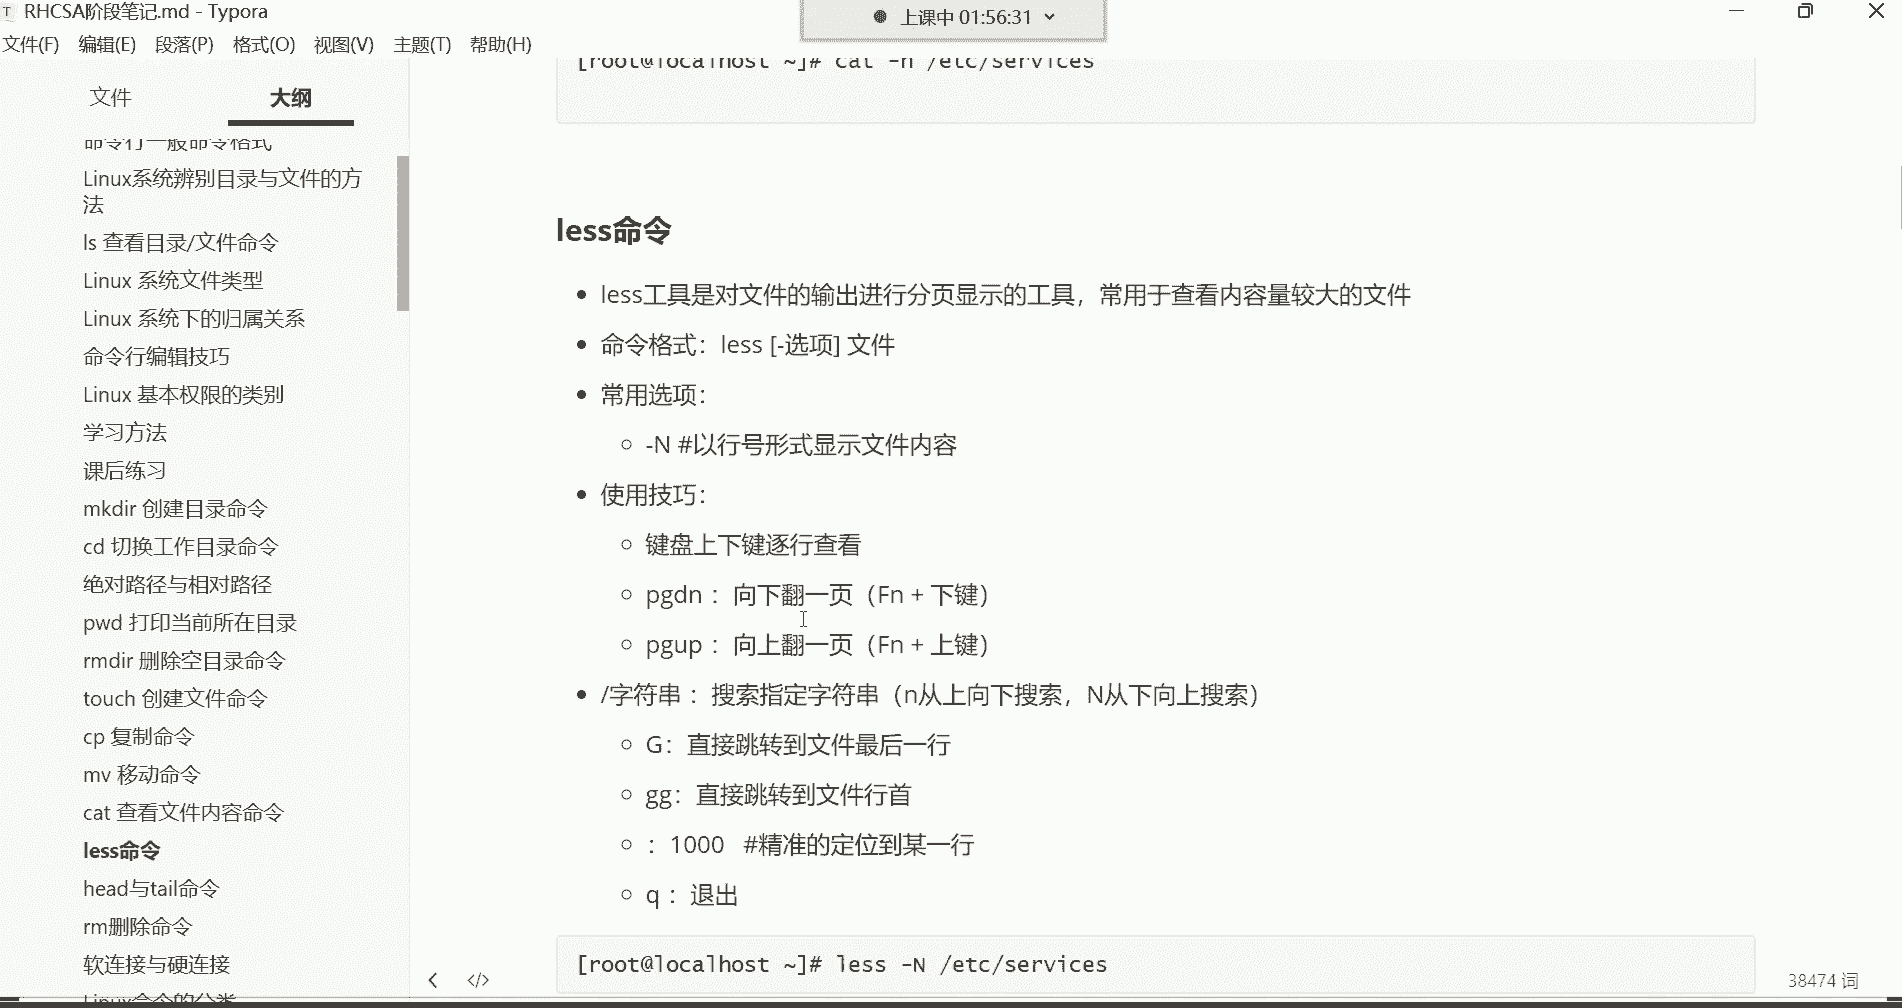 RHCSA阶段笔记.md - Typora
上课中 01:56:31
文件(F) 编辑(E) 段落(P) 格式(O) 视图(V) 主题(T) 帮助(H)
文件 大纲
命令行一般命令格式
Linux系统辨别目录与文件的方
法
ls 查看目录/文件命令
Linux 系统文件类型
Linux 系统下的归属关系
命令行编辑技巧
Linux 基本权限的类别
学习方法
课后练习
mkdir 创建目录命令
cd 切换工作目录命令
绝对路径与相对路径
pwd 打印当前所在目录
rmdir 删除空目录命令
touch 创建文件命令
cp 复制命令
mv 移动命令
cat 查看文件内容命令
less命令
head与tail命令
rm删除命令
软连接与硬连接
Linux命令的分类
[root@localhost ~]# cat -n /etc/services
less命令
less工具是对文件的输出进行分页显示的工具，常用于查看内容量较大的文件
命令格式：less [-选项] 文件
常用选项：
-N #以行号形式显示文件内容
使用技巧：
键盘上下键逐行查看
pgdn ：向下翻一页（Fn + 下键）
pgup ：向上翻一页（Fn + 上键）
/字符串 ：搜索指定字符串（n从上向下搜索，N从下向上搜索）
G：直接跳转到文件最后一行
gg：直接跳转到文件行首
：1000 #精准的定位到某一行
q ：退出
[root@localhost ~]# less -N /etc/services
38474 词